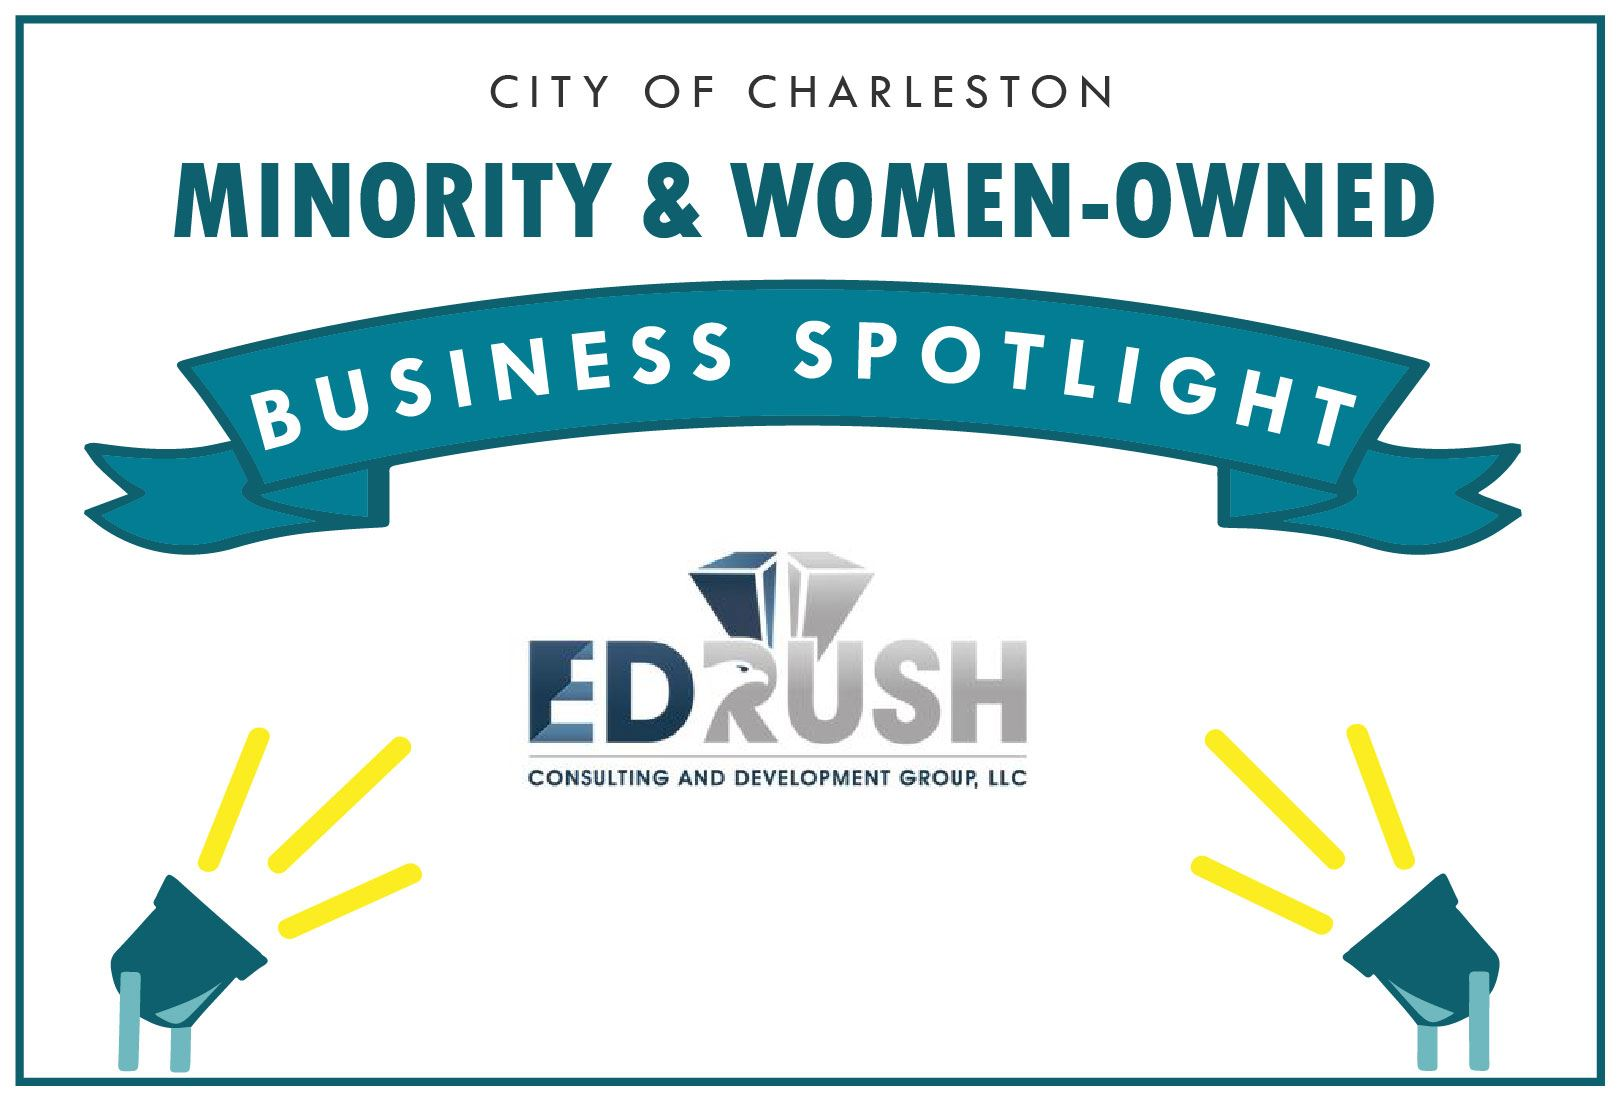 CITY OF CHARLESTON
MINORITY & WOMEN-OWNED
BUSINESS SPOTLIGHT
EDRUSH
CONSULTING AND DEVELOPMENT GROUP, LLC